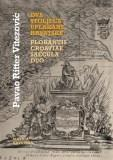 Pavao Ritter Vitezović
DVA
STOLJEĆA
UPLAKANE
HRVATSKE
PLORANTIS
CROATIAE
SAECULA
DUO